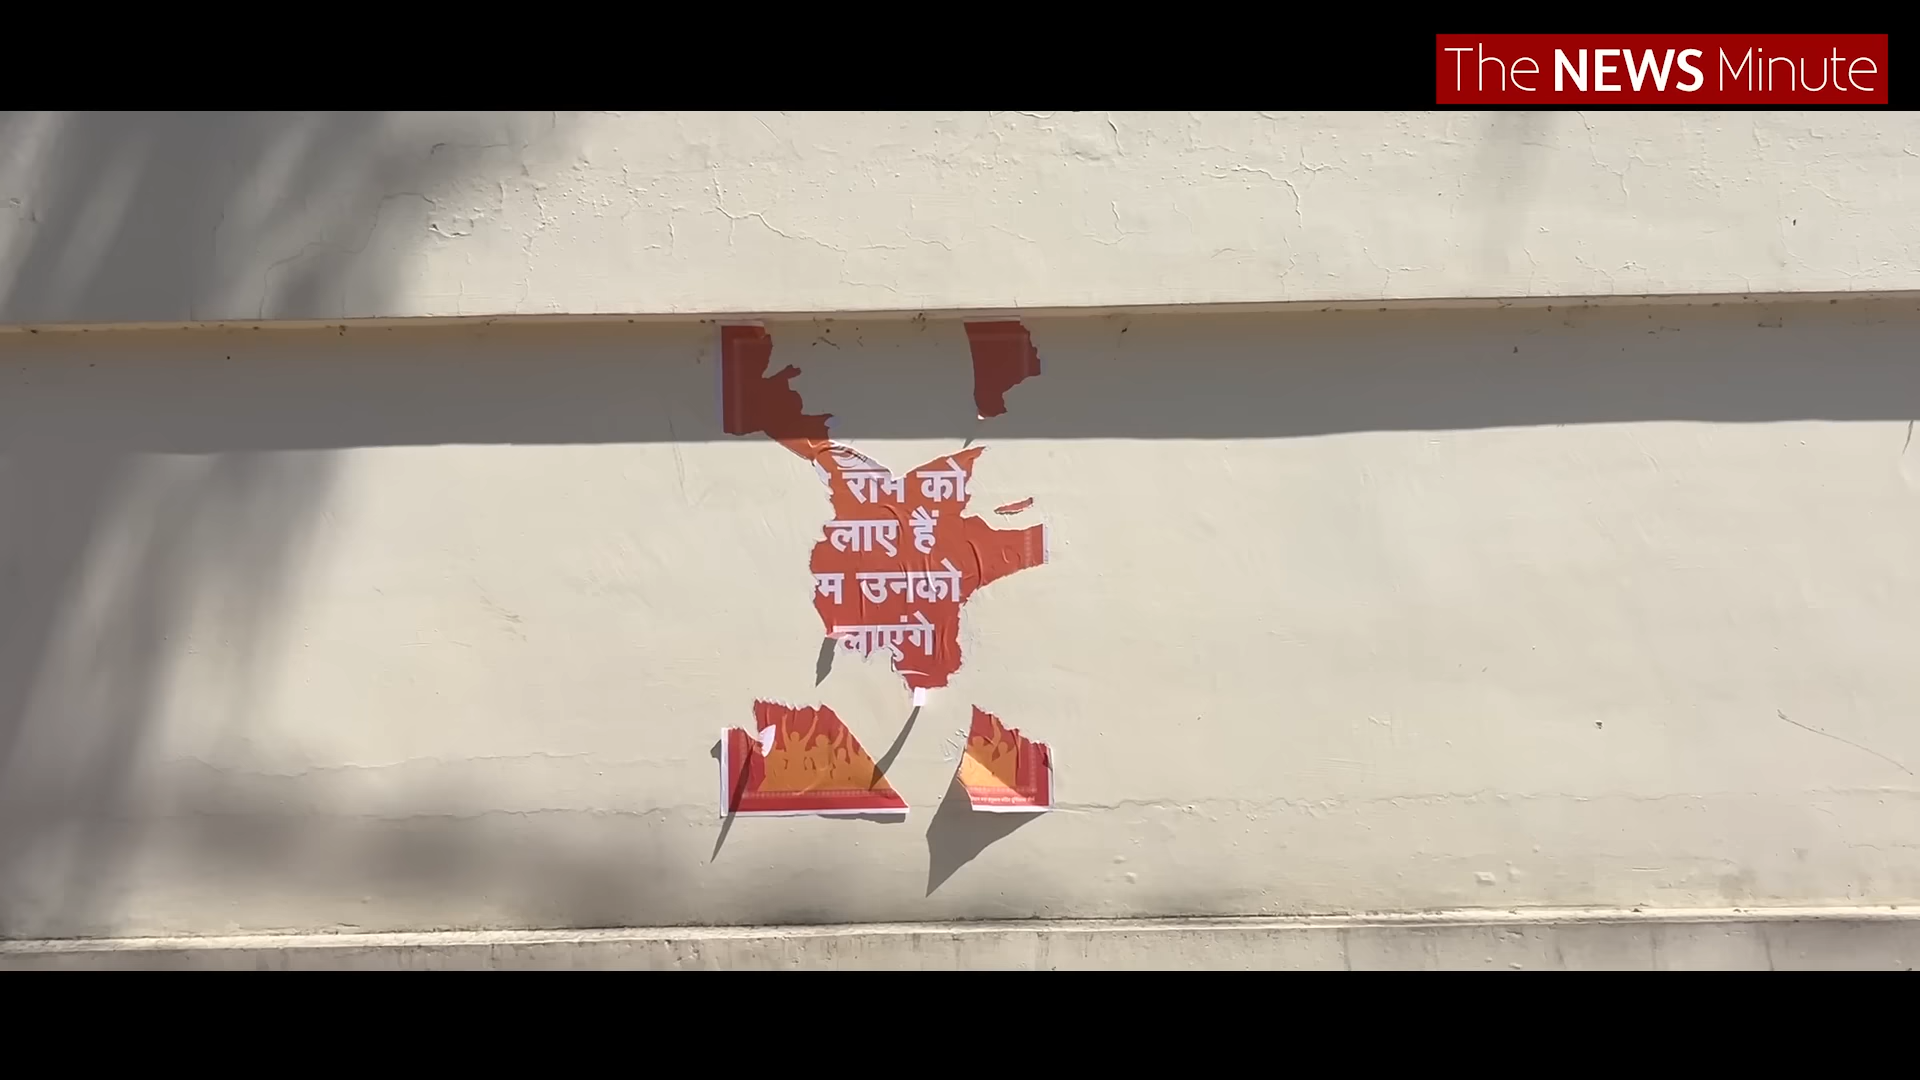 The NEWS Minute
राम को
लाए हैं
म उनको
लाएंगे